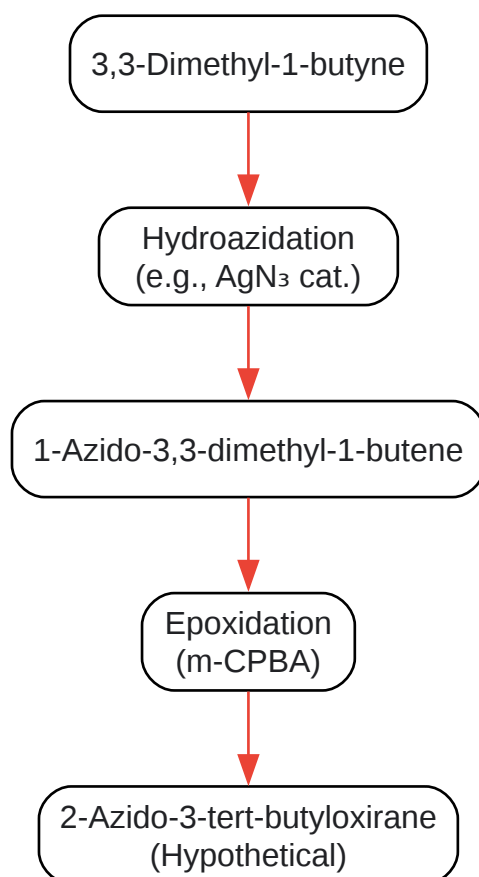 3,3-Dimethyl-1-butyne
Hydroazidation
(e.g., AgN₃ cat.)
1-Azido-3,3-dimethyl-1-butene
Epoxidation
(m-CPBA)
2-Azido-3-tert-butyloxirane
(Hypothetical)